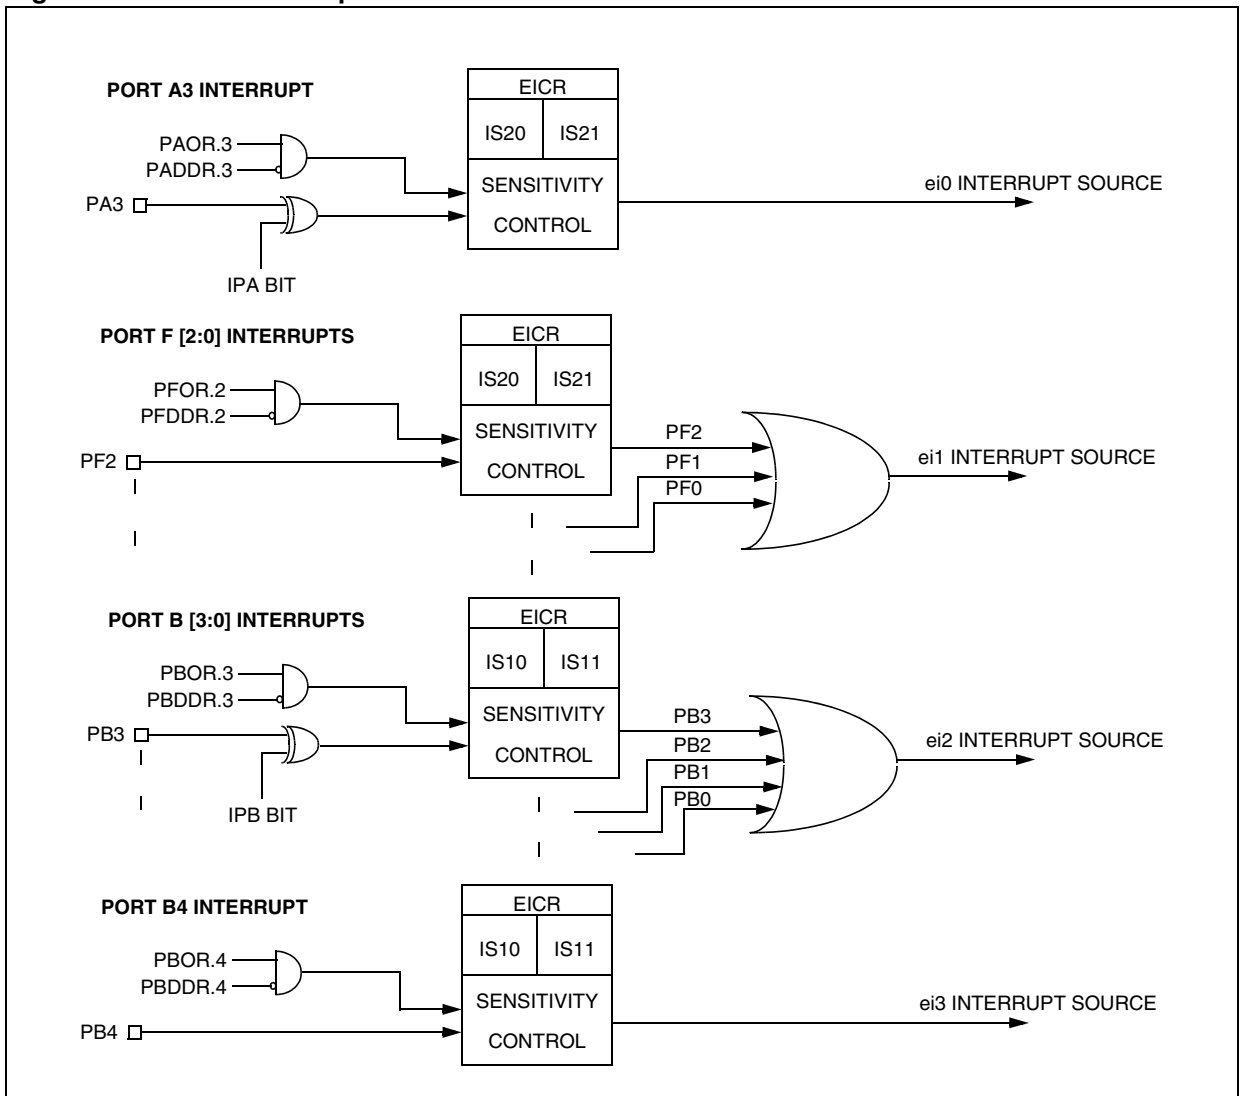 PORT A3 INTERRUPT
EICR
IS20 IS21
PAOR.3
PADDR.3
SENSITIVITY
CONTROL
PA3
ei0 INTERRUPT SOURCE
IPA BIT
PORT F [2:0] INTERRUPTS
EICR
IS20 IS21
PFOR.2
PFDDR.2
SENSITIVITY
CONTROL
PF2
PF2
PF1
PF0
ei1 INTERRUPT SOURCE
PORT B [3:0] INTERRUPTS
EICR
IS10 IS11
PBOR.3
PBDDR.3
SENSITIVITY
CONTROL
PB3
PB3
PB2
PB1
PB0
ei2 INTERRUPT SOURCE
IPB BIT
PORT B4 INTERRUPT
EICR
IS10 IS11
PBOR.4
PBDDR.4
SENSITIVITY
CONTROL
PB4
ei3 INTERRUPT SOURCE